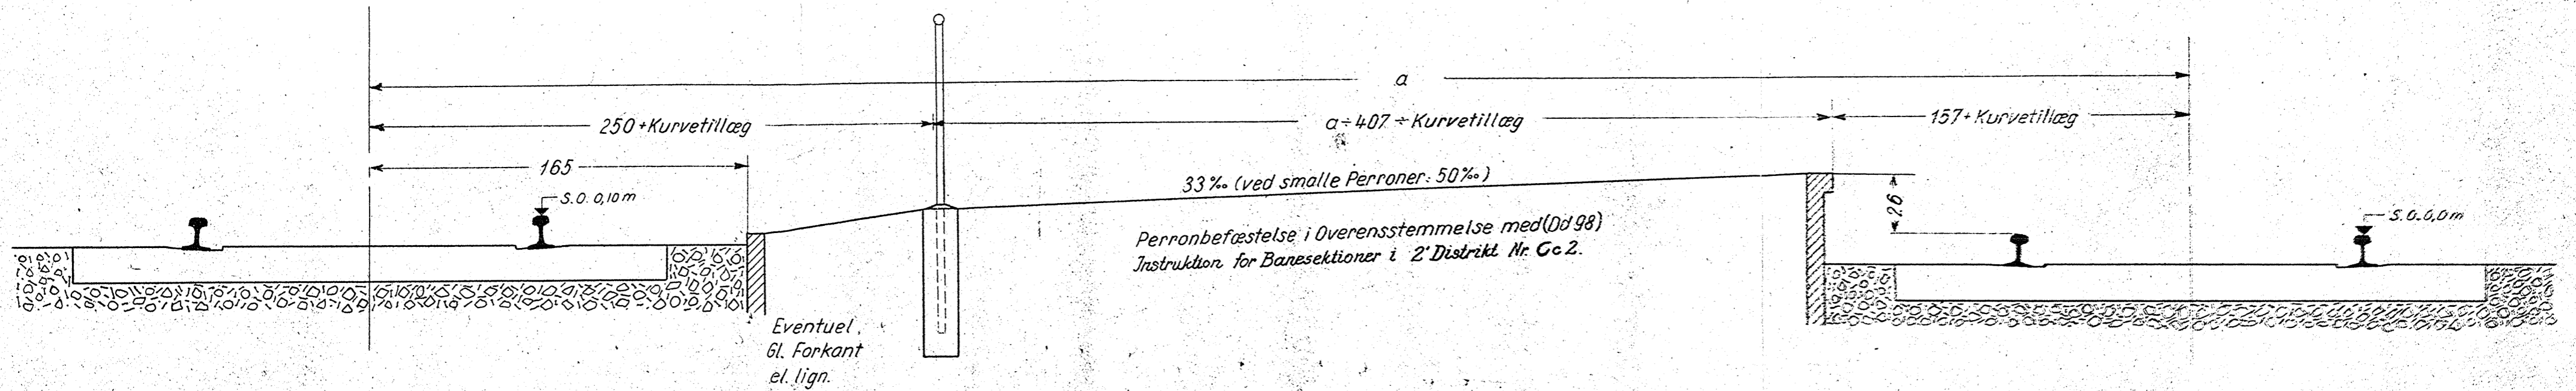 a
250 +Kurvetillæg
a÷407 ÷Kurvetillæg
157+ Kurvetillæg
165
S.O. 0,10 m
33‰ (ved smalle Perroner: 50‰)
26
S.O. 0,0 m
Perronbefæstelse i Overensstemmelse med (Dd 98)
Instruktion for Banesektioner i 2' Distrikt Nr. Cc 2.
Eventuel.
Gl. Forkant
el. lign.